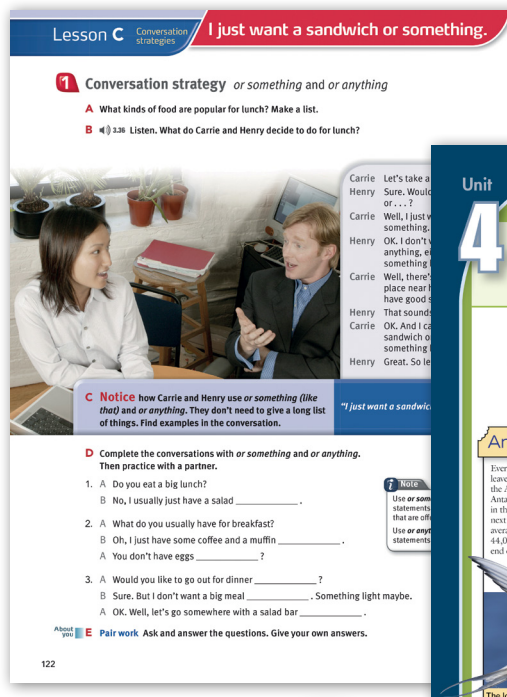 Lesson C Conversation strategies
I just want a sandwich or something.
1 Conversation strategy or something and or anything
A What kinds of food are popular for lunch? Make a list.
B 3.36 Listen. What do Carrie and Henry decide to do for lunch?
Carrie Let's take a
Henry Sure. Would
or . . . ?
Carrie Well, I just w
something.
Henry OK. I don't
anything, ei
something
Carrie Well, there's
place near
have good s
Henry That sounds
Carrie OK. And I ca
sandwich o
something
Henry Great. So le
C Notice how Carrie and Henry use or something (like
that) and or anything. They don't need to give a long list
of things. Find examples in the conversation.
"I just want a sandwic
D Complete the conversations with or something and or anything.
Then practice with a partner.
1. A Do you eat a big lunch?
B No, I usually just have a salad ____________ .
2. A What do you usually have for breakfast?
B Oh, I just have some coffee and a muffin ____________ .
A You don't have eggs ____________ ?
3. A Would you like to go out for dinner ____________ ?
B Sure. But I don't want a big meal ____________ . Something light maybe.
A OK. Well, let's go somewhere with a salad bar ____________ .
i Note
Use or som
statements
that are off
Use or anyt
statements
About you E Pair work Ask and answer the questions. Give your own answers.
122
Unit
4
An
Ever
leave
the A
Anta
in th
next
avera
44,0
end
The lo